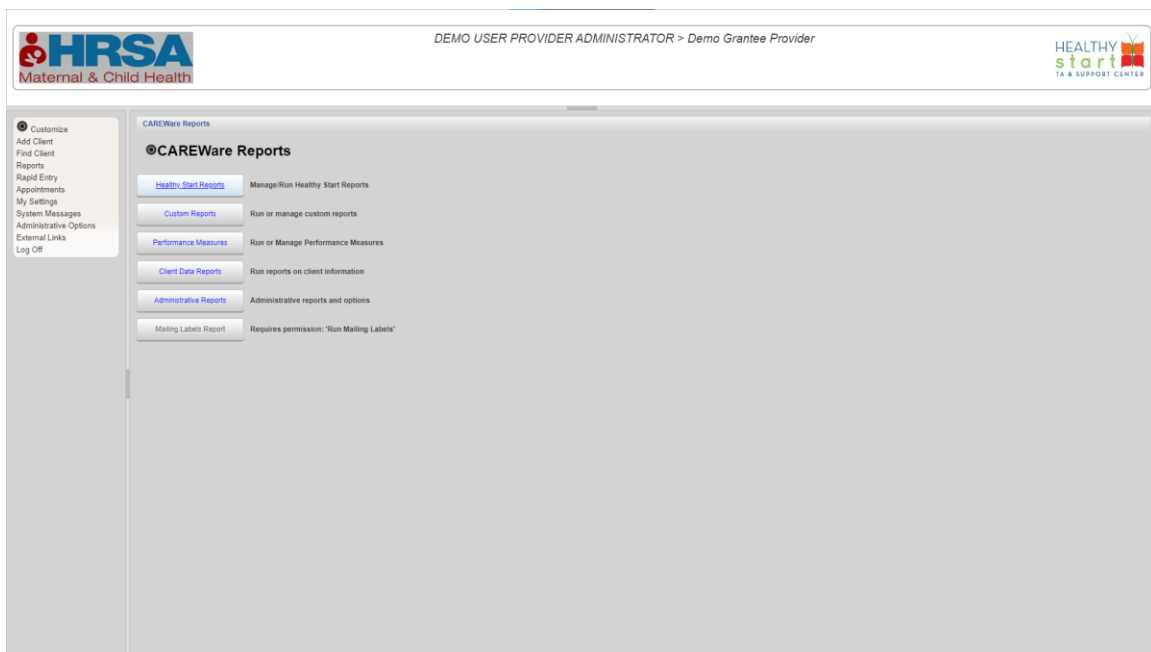 HRSA
Maternal & Child Health
DEMO USER PROVIDER ADMINISTRATOR > Demo Grantee Provider
HEALTHY
start
TA & SUPPORT CENTER
Customize
Add Client
Find Client
Reports
Rapid Entry
Appointments
My Settings
System Messages
Administrative Options
External Links
Log Off
CAREWare Reports
CAREWare Reports
Healthy Start Reports Manage/Run Healthy Start Reports
Custom Reports Run or manage custom reports
Performance Measures Run or Manage Performance Measures
Client Data Reports Run reports on client information
Administrative Reports Administrative reports and options
Mailing Labels Report Requires permission: 'Run Mailing Labels'